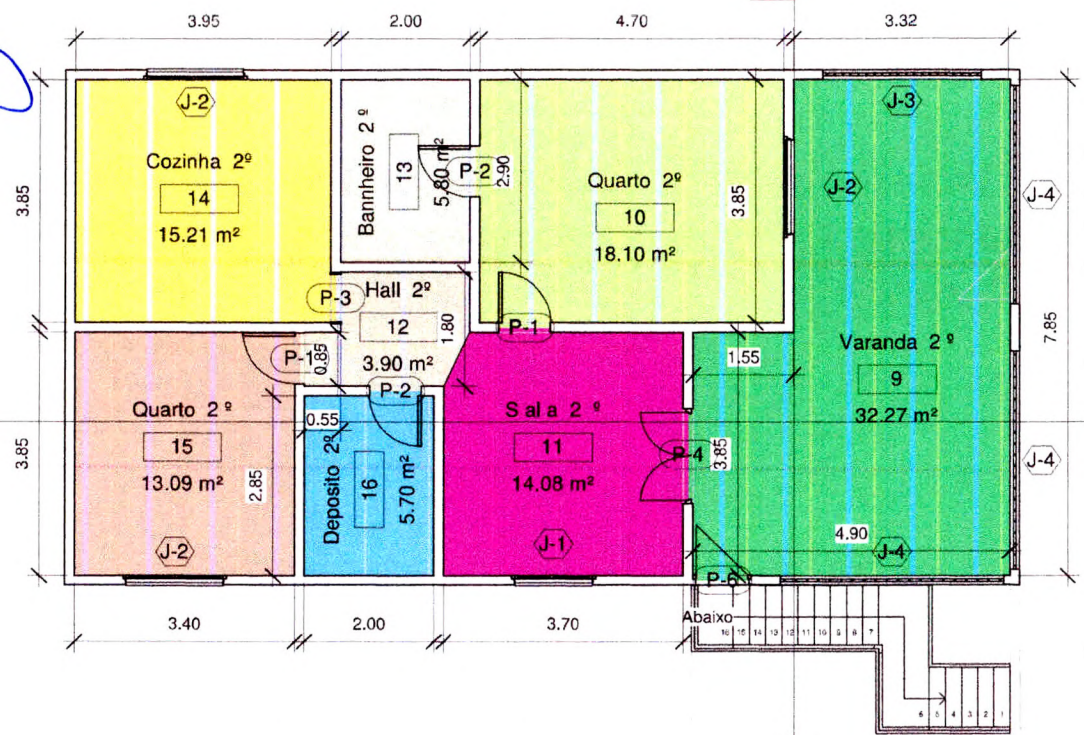 3.95
2.00
4.70
3.32
J-2
Cozinha 2º
14
15.21 m²
Bannheiro 2 º
13
5.80 m²
P-2
2.90
Quarto 2º
10
18.10 m²
3.85
J-3
J-2
J-4
3.85
P-3
Hall 2º
12
3.90 m²
1.80
P-1
P-1
0.85
P-2
1.55
Varanda 2 º
9
32.27 m²
7.85
Quarto 2 º
15
13.09 m²
2.85
J-2
3.85
0.55
Deposito 2º
16
5.70 m²
Sala 2 º
11
14.08 m²
J-1
P-4
3.85
4.90
J-4
J-4
P-6
3.40
2.00
3.70
Abaixo
16 15 14 13 12 11 10 9 8 7
6 5 4 3 2 1